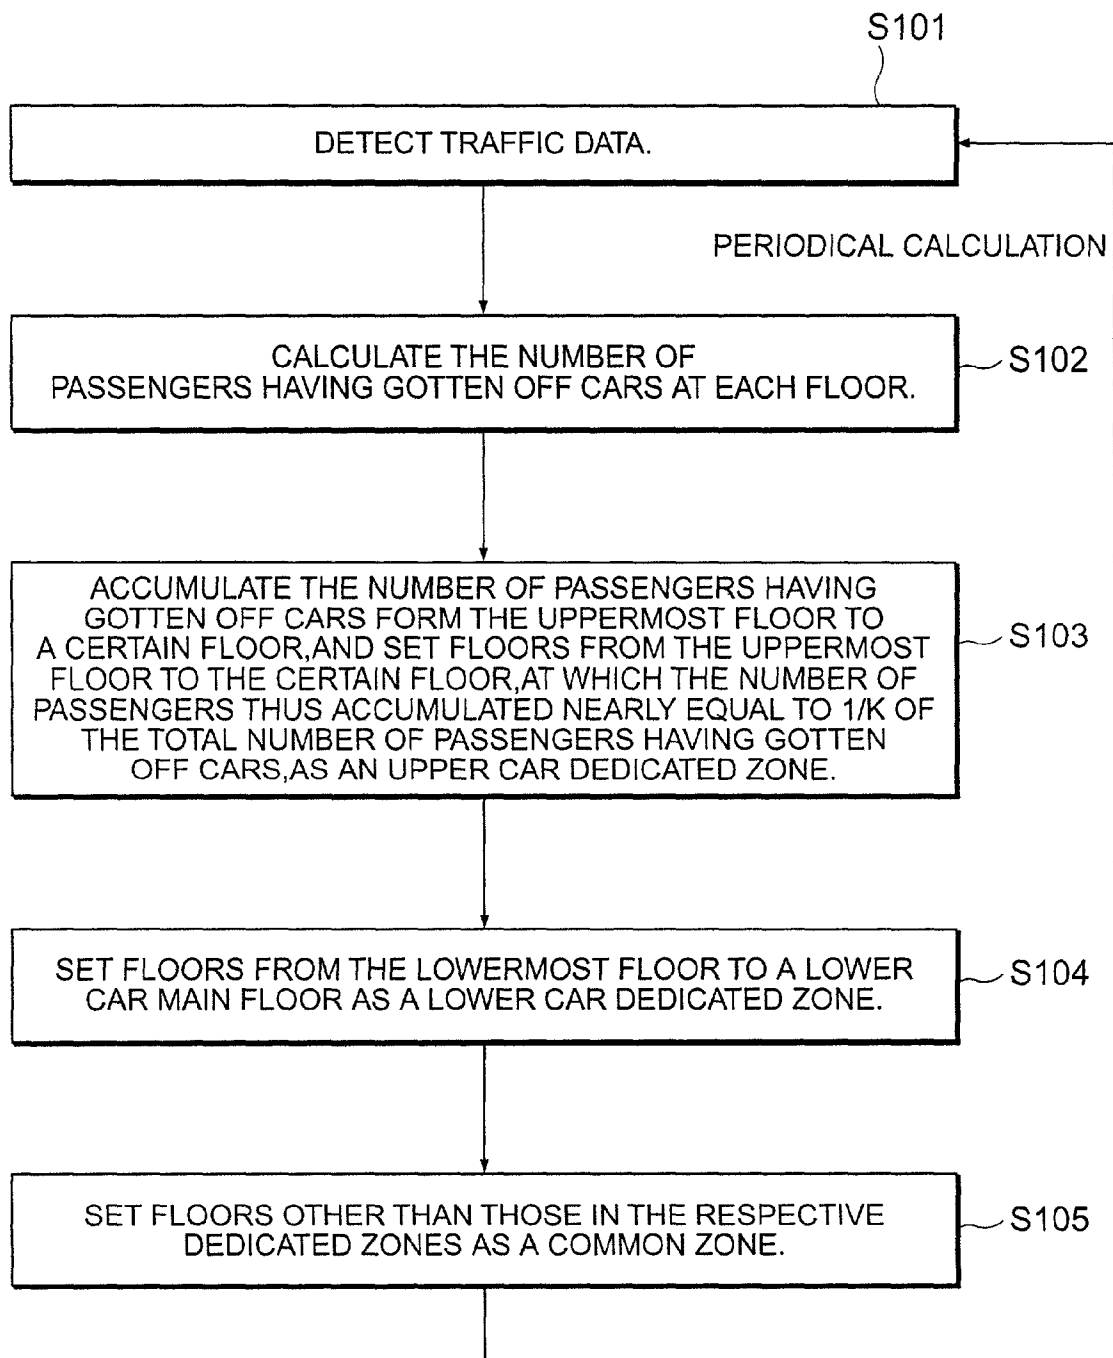 S101
DETECT TRAFFIC DATA.
PERIODICAL CALCULATION
CALCULATE THE NUMBER OF
PASSENGERS HAVING GOTTEN OFF CARS AT EACH FLOOR.
S102
ACCUMULATE THE NUMBER OF PASSENGERS HAVING
GOTTEN OFF CARS FORM THE UPPERMOST FLOOR TO
A CERTAIN FLOOR,AND SET FLOORS FROM THE UPPERMOST
FLOOR TO THE CERTAIN FLOOR,AT WHICH THE NUMBER OF
PASSENGERS THUS ACCUMULATED NEARLY EQUAL TO 1/K OF
THE TOTAL NUMBER OF PASSENGERS HAVING GOTTEN
OFF CARS,AS AN UPPER CAR DEDICATED ZONE.
S103
SET FLOORS FROM THE LOWERMOST FLOOR TO A LOWER
CAR MAIN FLOOR AS A LOWER CAR DEDICATED ZONE.
S104
SET FLOORS OTHER THAN THOSE IN THE RESPECTIVE
DEDICATED ZONES AS A COMMON ZONE.
S105